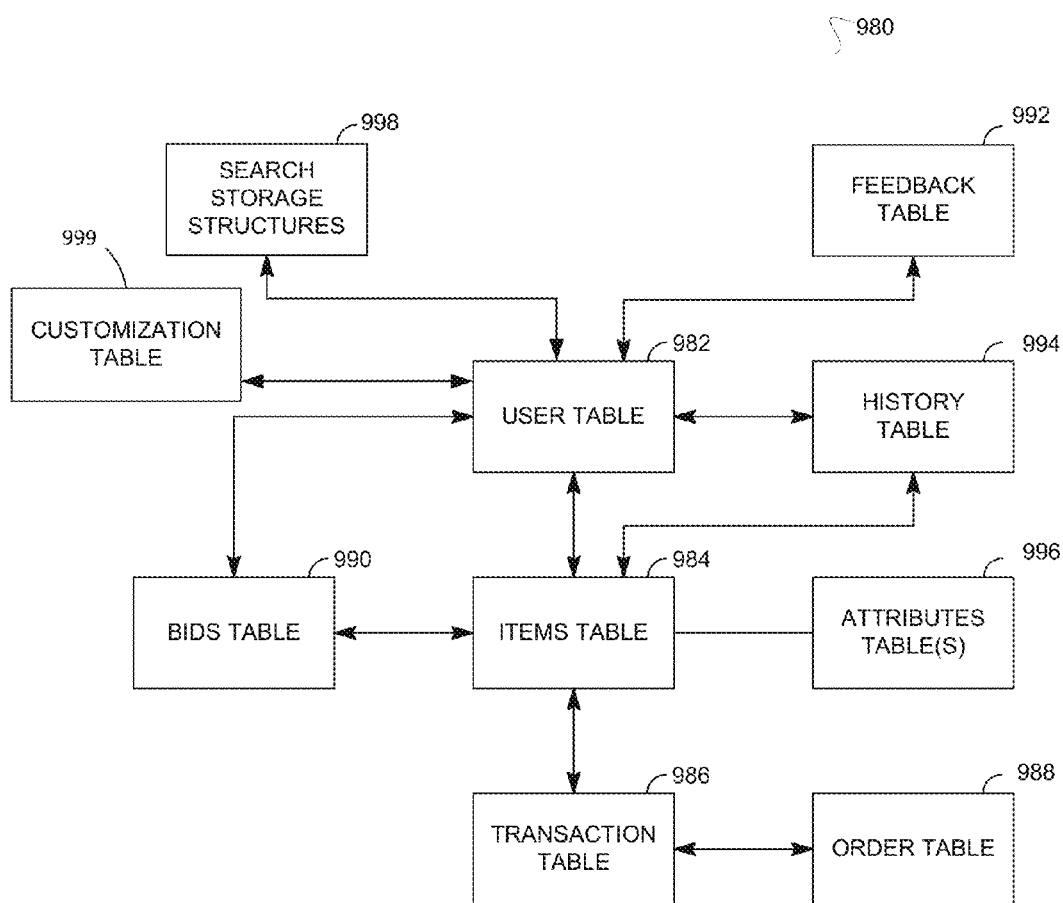 980
998
SEARCH
STORAGE
STRUCTURES
992
FEEDBACK
TABLE
999
CUSTOMIZATION
TABLE
982
USER TABLE
994
HISTORY
TABLE
990
BIDS TABLE
984
ITEMS TABLE
996
ATTRIBUTES
TABLE(S)
986
TRANSACTION
TABLE
988
ORDER TABLE